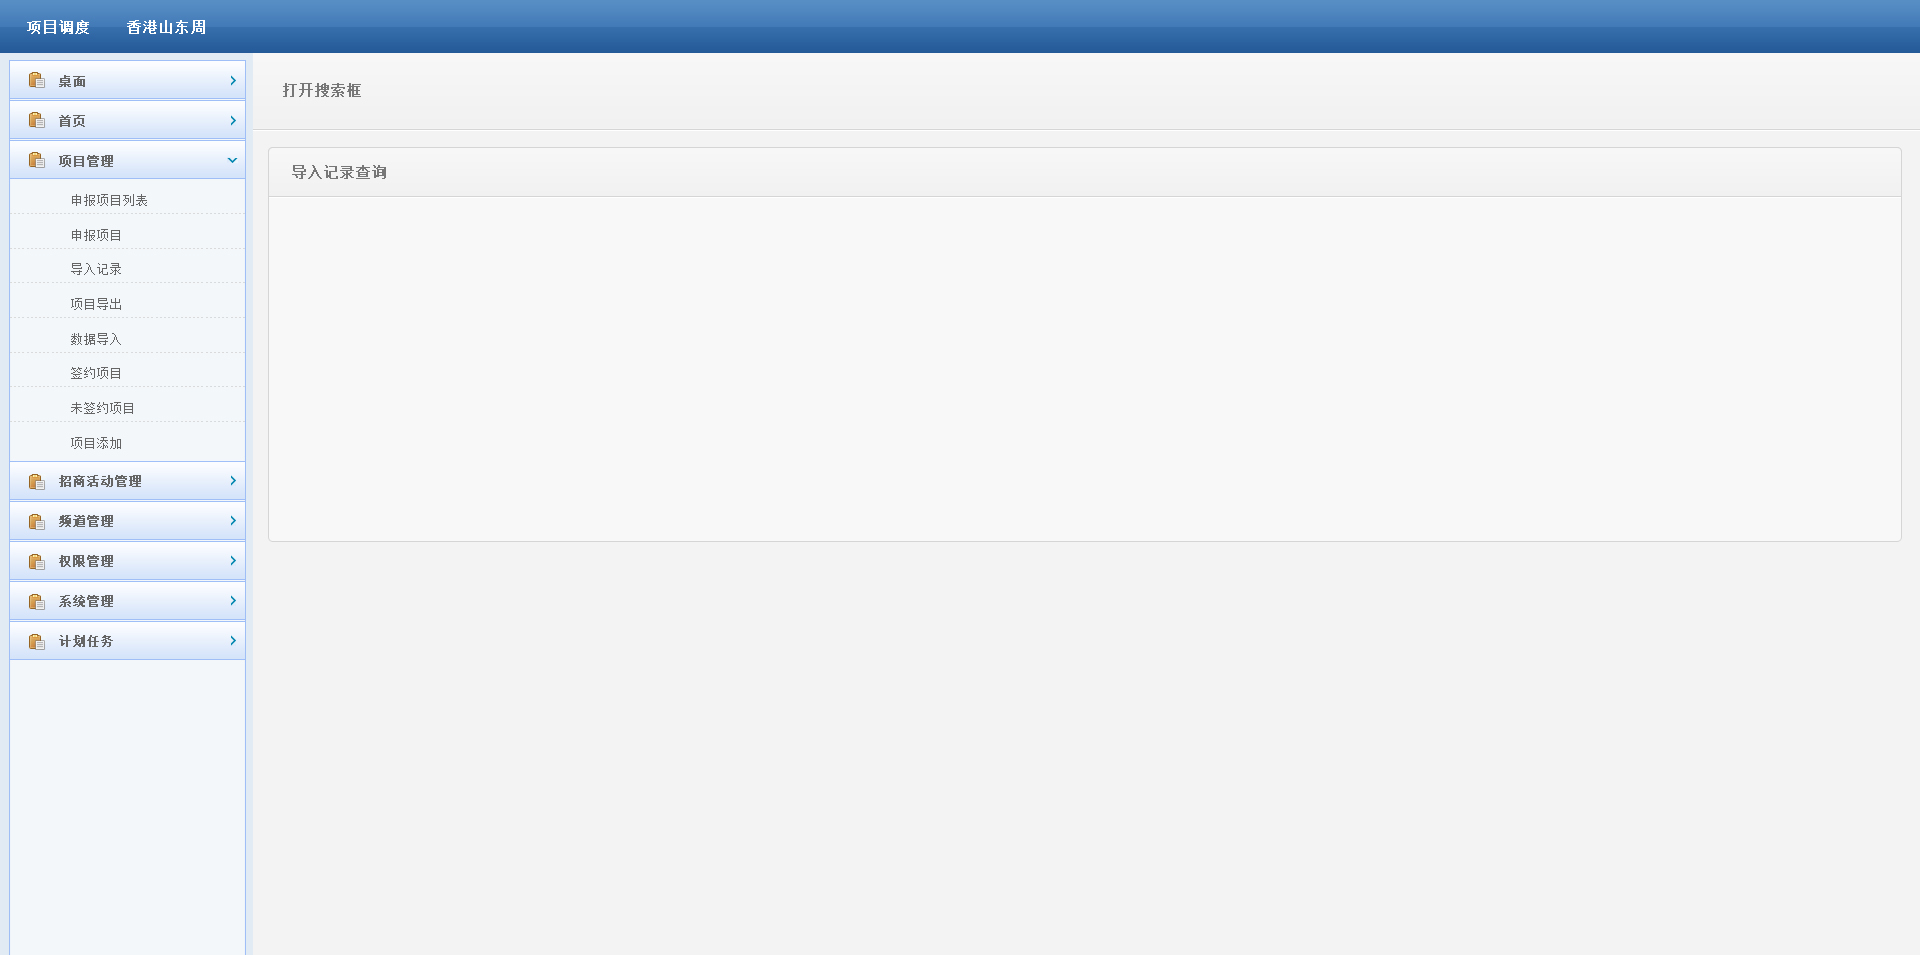 项目调度 香港山东周
桌面
首页
项目管理
申报项目列表
申报项目
导入记录
项目导出
数据导入
签约项目
未签约项目
项目添加
招商活动管理
频道管理
权限管理
系统管理
计划任务
打开搜索框
导入记录查询